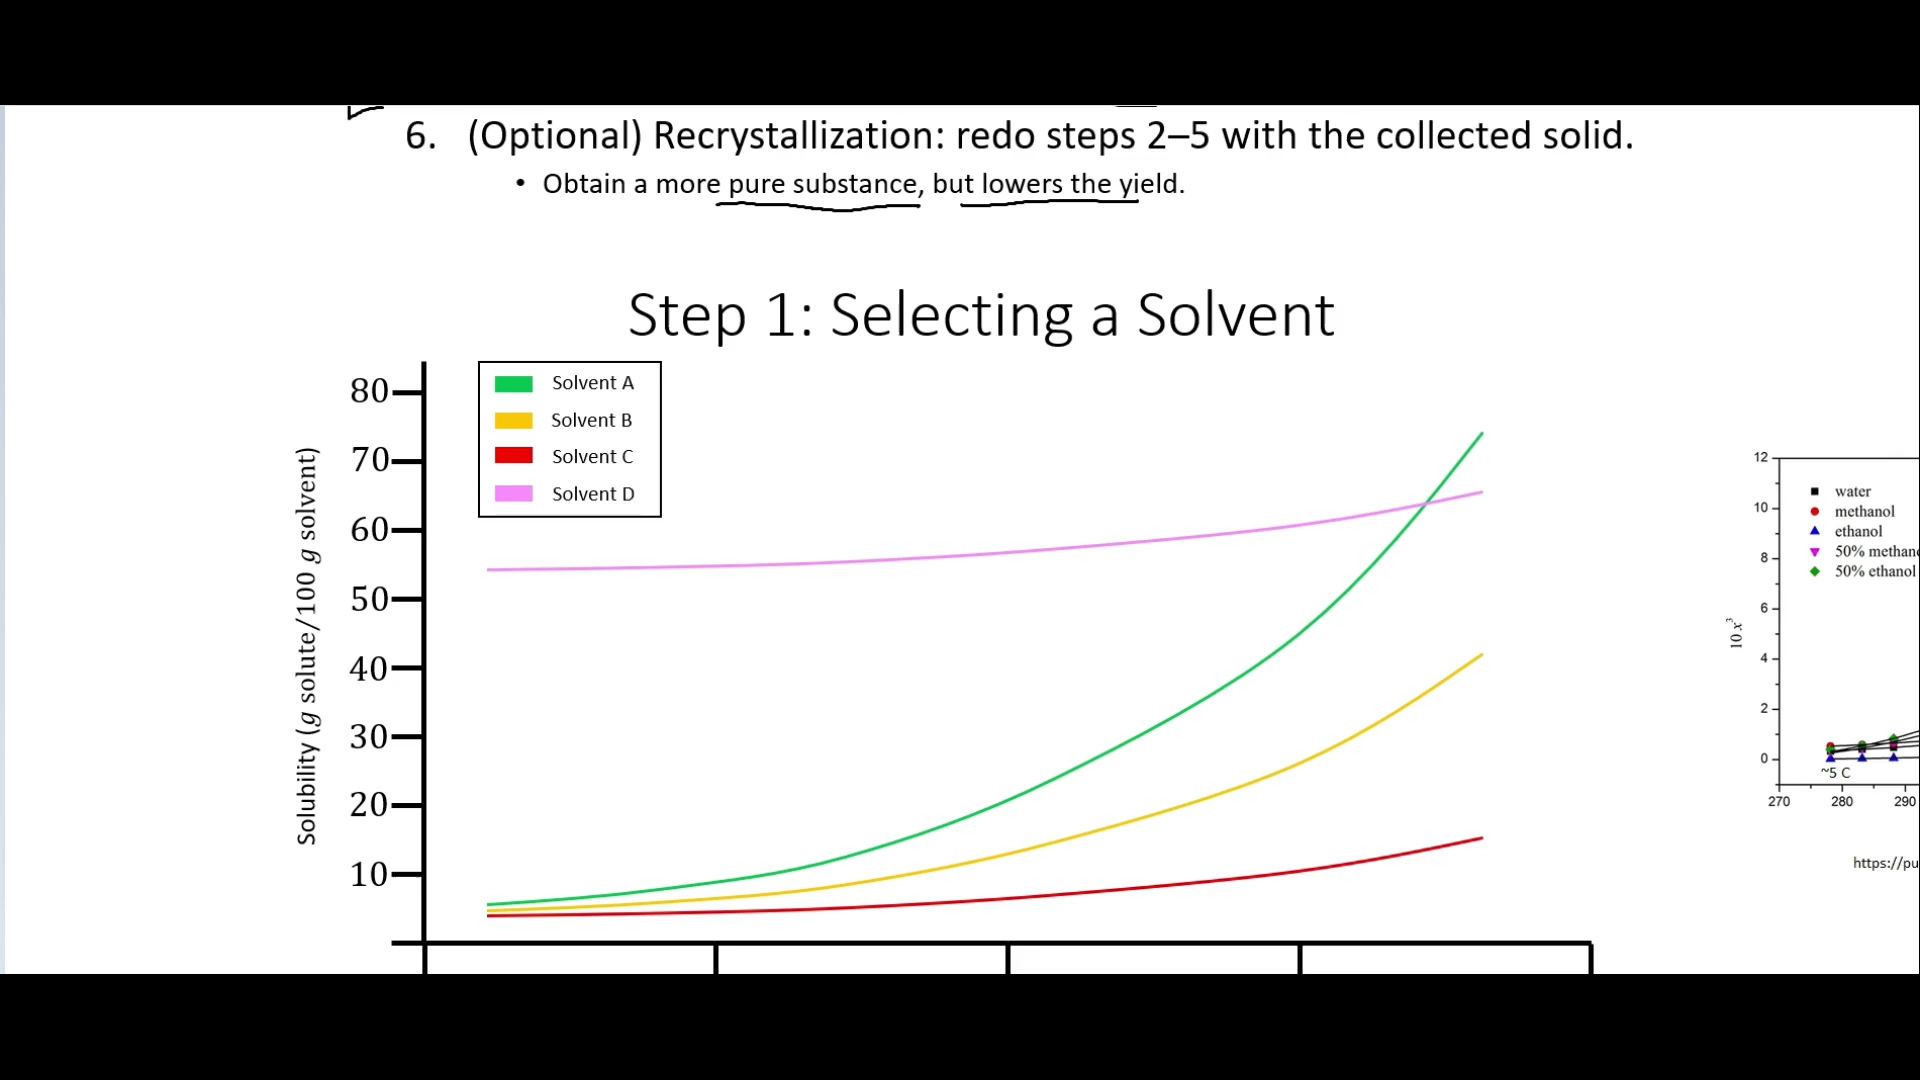 6. (Optional) Recrystallization: redo steps 2–5 with the collected solid.
• Obtain a more pure substance, but lowers the yield.
Step 1: Selecting a Solvent
Solvent A
Solvent B
Solvent C
Solvent D
80
70
60
50
40
30
20
10
Solubility (g solute/100 g solvent)
12
10
8
6
4
2
0
10 x³
water
methanol
ethanol
50% methano
50% ethanol
~5 C
270 280 290
https://pu